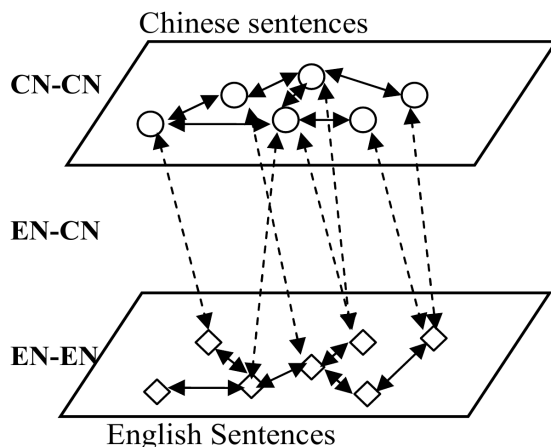 Chinese sentences
CN-CN
EN-CN
EN-EN
English Sentences